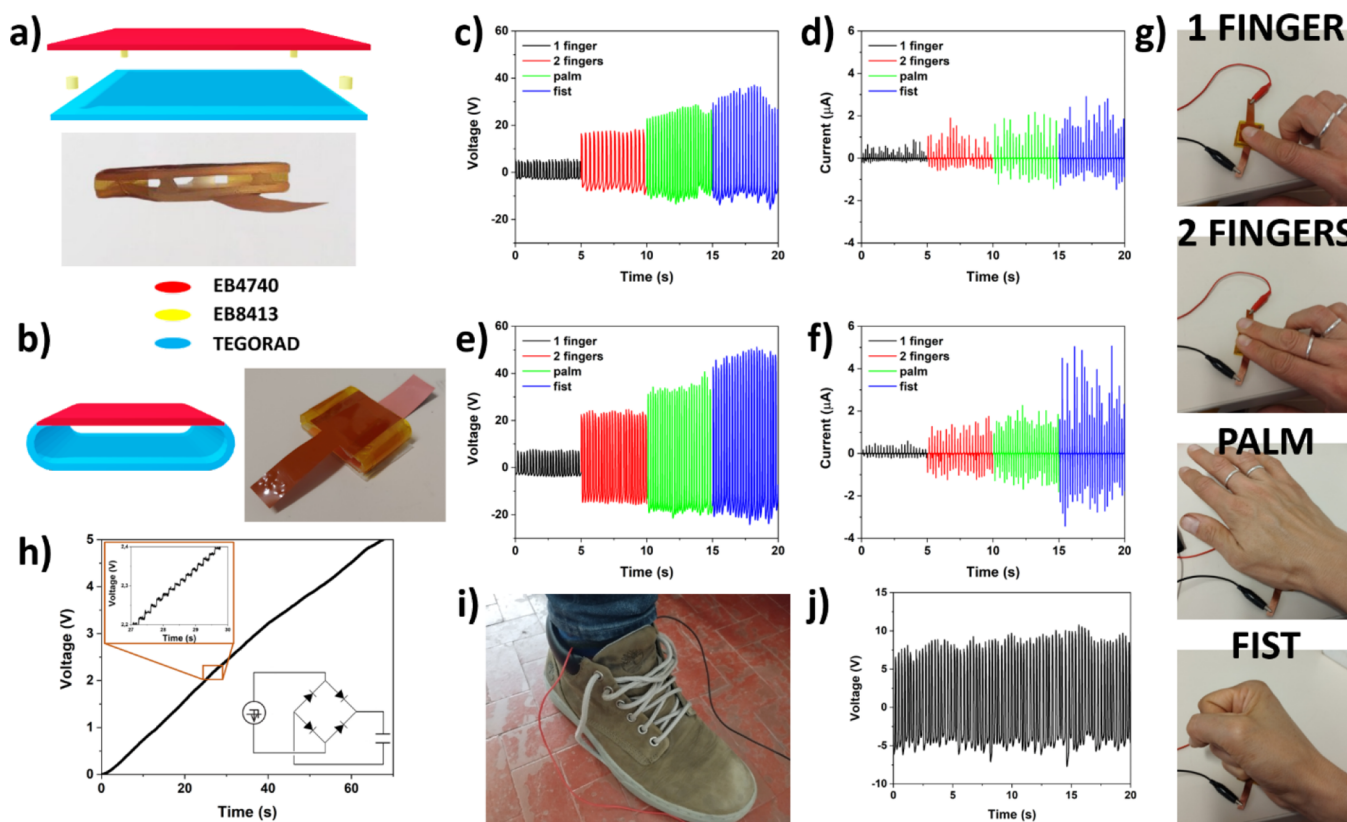 a)
EB4740
EB8413
TEGORAD
b)
c)
60
40
20
0
-20
Voltage (V)
1 finger
2 fingers
palm
fist
0 5 10 15 20
Time (s)
d)
6
4
2
0
-2
-4
Current (μA)
1 finger
2 fingers
palm
fist
0 5 10 15 20
Time (s)
e)
60
40
20
0
-20
Voltage (V)
1 finger
2 fingers
palm
fist
0 5 10 15 20
Time (s)
f)
6
4
2
0
-2
-4
Current (μA)
1 finger
2 fingers
palm
fist
0 5 10 15 20
Time (s)
g)
1 FINGER
2 FINGERS
PALM
FIST
h)
5
4
3
2
1
0
Voltage (V)
2,4
2,3
2,2
Voltage (V)
27 28 29 30
Time (s)
0 20 40 60
Time (s)
i)
j)
15
10
5
0
-5
-10
Voltage (V)
0 5 10 15 20
Time (s)